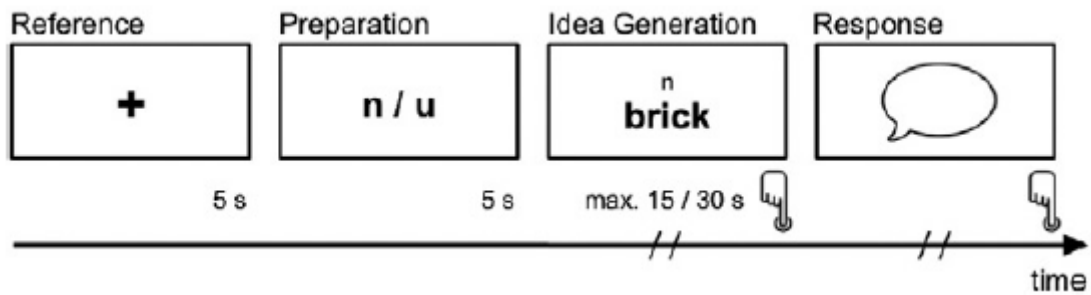 Reference Preparation Idea Generation Response
+ n / u n
brick
5 s 5 s max. 15 / 30 s
time